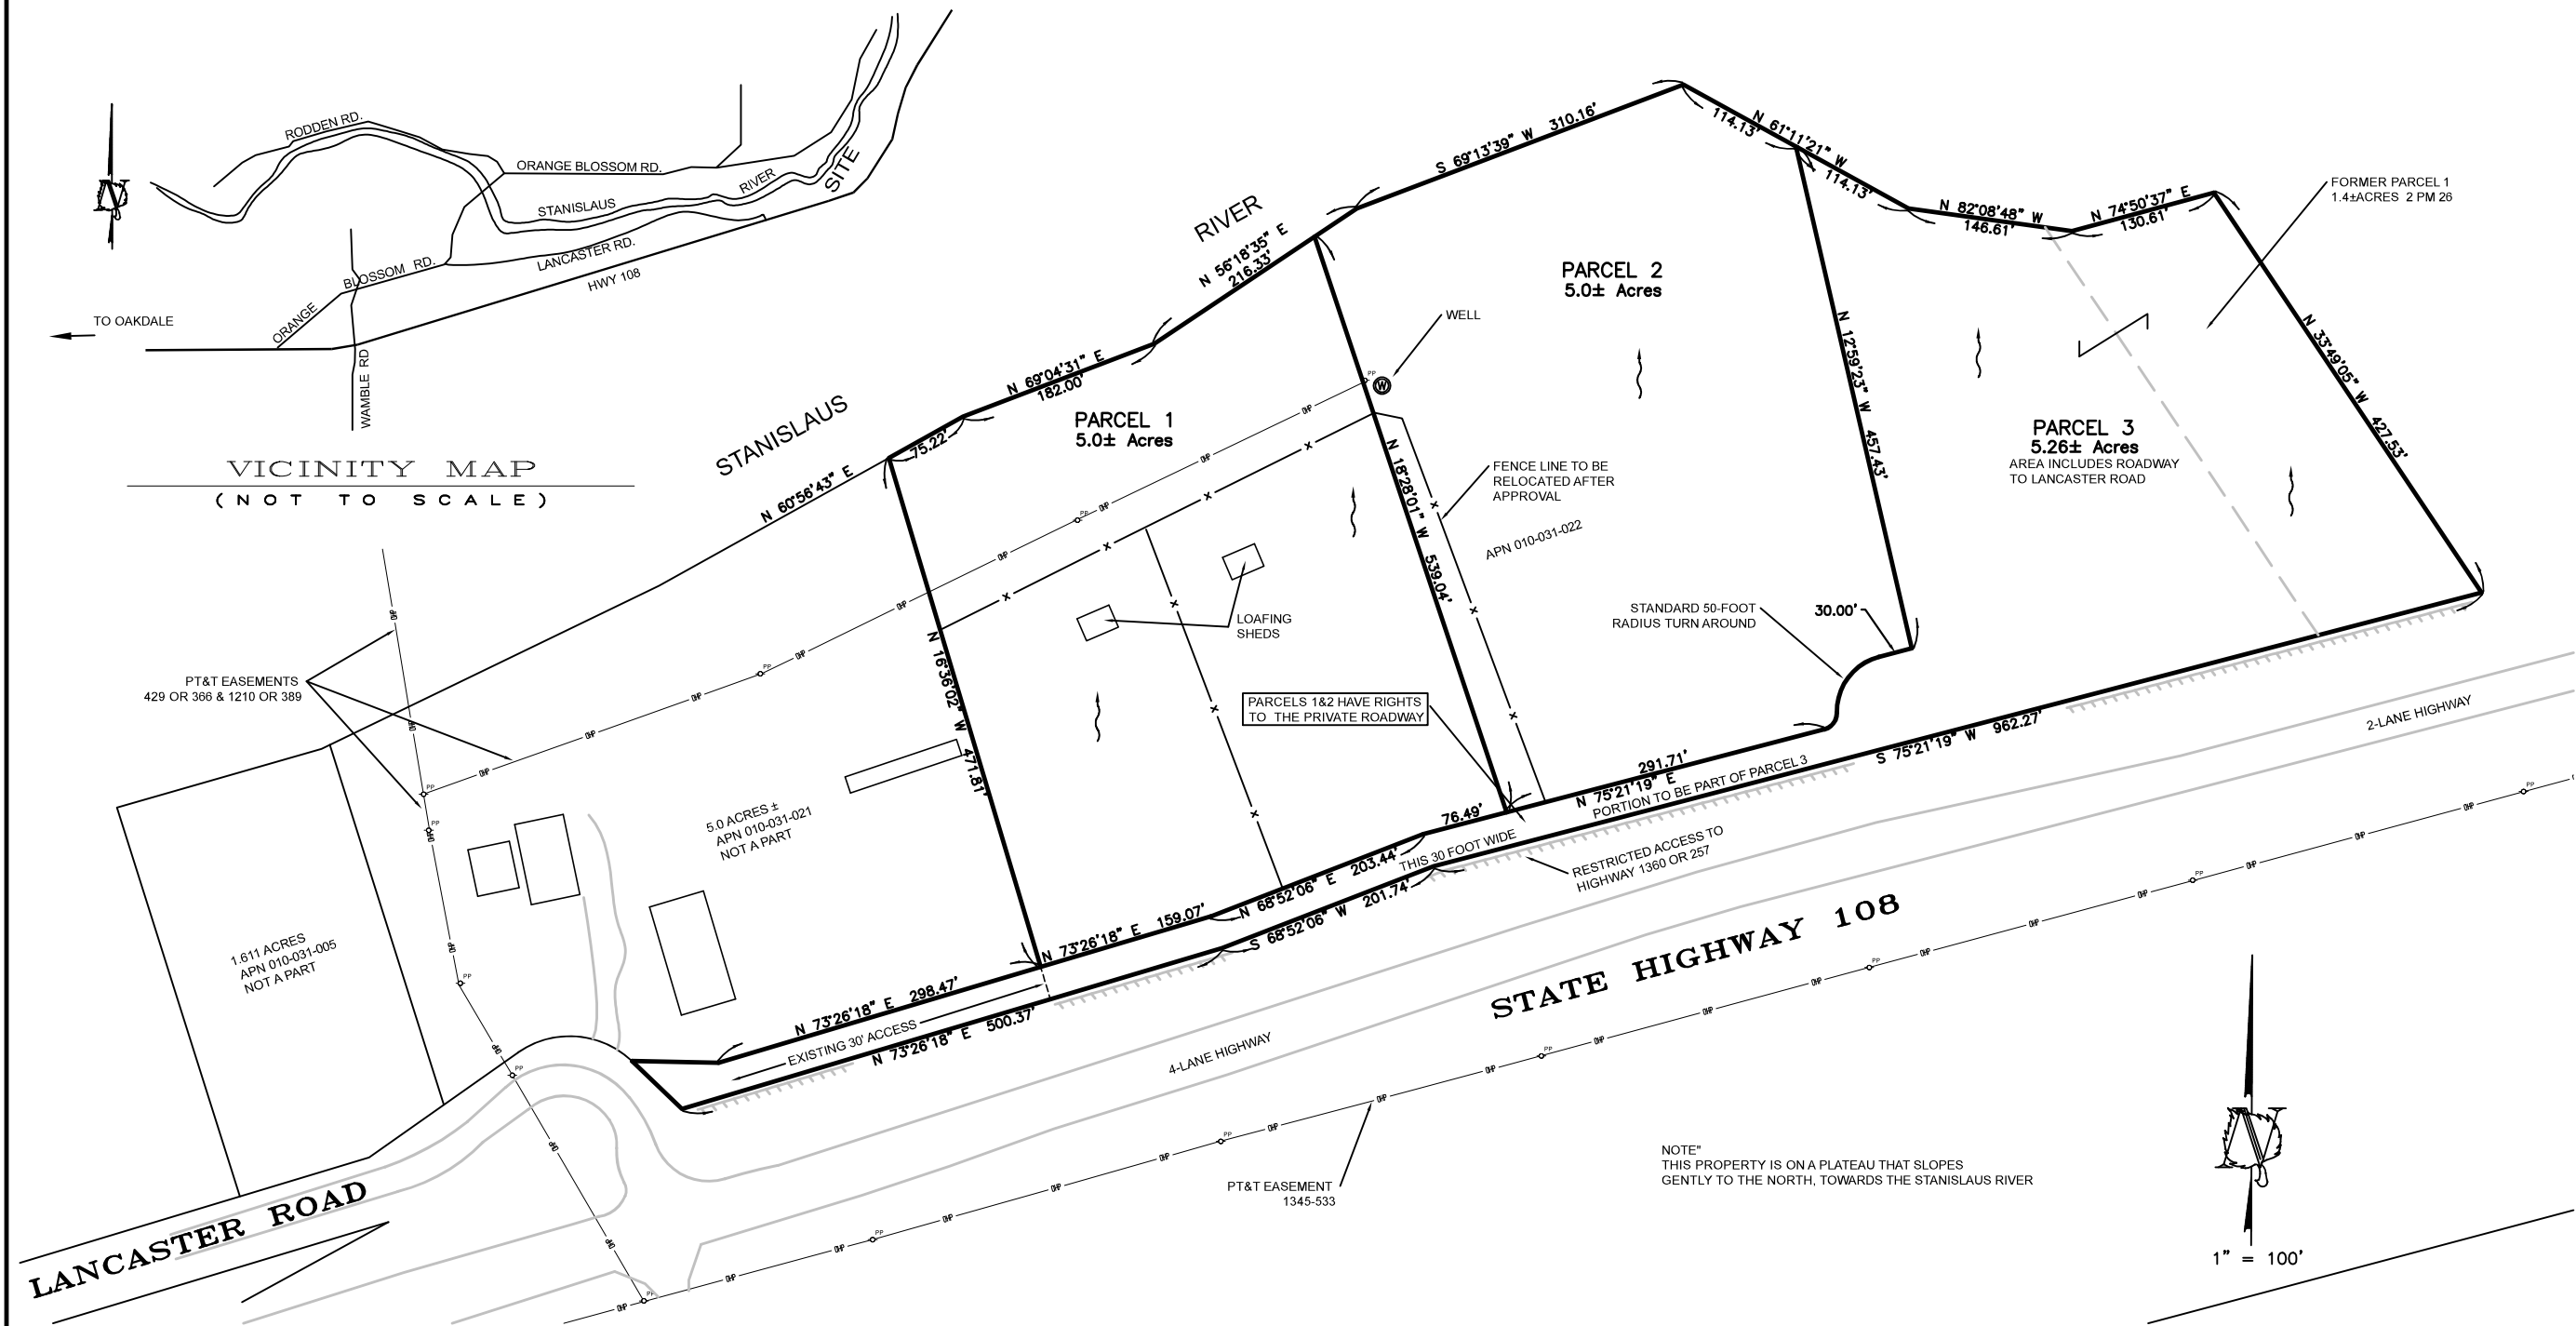 RODDEN RD.
ORANGE BLOSSOM RD.
STANISLAUS
RIVER
SITE
LANCASTER RD.
HWY 108
ORANGE
BLOSSOM RD.
WAMBLE RD
TO OAKDALE
N
VICINITY MAP
(NOT TO SCALE)
STANISLAUS
RIVER
N 60°56'43" E
75.22'
N 69°04'31" E
182.00'
N 56°18'35" E
216.33'
S 69°13'39" W 310.16'
N 61°11'21" W
114.13'
114.13'
N 82°08'48" W
146.61'
N 74°50'37" E
130.61'
FORMER PARCEL 1
1.4±ACRES 2 PM 26
N 33°49'05" W 427.53'
PARCEL 1
5.0± Acres
PARCEL 2
5.0± Acres
PARCEL 3
5.26± Acres
AREA INCLUDES ROADWAY
TO LANCASTER ROAD
WELL
W
PP
N 12°59'23" W 457.43'
N 18°28'01" W 539.04'
FENCE LINE TO BE
RELOCATED AFTER
APPROVAL
APN 010-031-022
LOAFING
SHEDS
STANDARD 50-FOOT
RADIUS TURN AROUND
30.00'
PARCELS 1&2 HAVE RIGHTS
TO THE PRIVATE ROADWAY
N 16°36'02" W 471.81'
PT&T EASEMENTS
429 OR 366 & 1210 OR 389
5.0 ACRES ±
APN 010-031-021
NOT A PART
1.611 ACRES
APN 010-031-005
NOT A PART
291.71'
N 75°21'19" E
PORTION TO BE PART OF PARCEL 3
S 75°21'19" W 962.27'
76.49'
THIS 30 FOOT WIDE
N 68°52'06" E 203.44'
S 68°52'06" W 201.74'
N 73°26'18" E 159.07'
N 73°26'18" E 298.47'
EXISTING 30' ACCESS
N 73°26'18" E 500.37'
RESTRICTED ACCESS TO
HIGHWAY 1360 OR 257
2-LANE HIGHWAY
4-LANE HIGHWAY
STATE HIGHWAY 108
LANCASTER ROAD
PT&T EASEMENT
1345-533
NOTE"
THIS PROPERTY IS ON A PLATEAU THAT SLOPES
GENTLY TO THE NORTH, TOWARDS THE STANISLAUS RIVER
N
1" = 100'